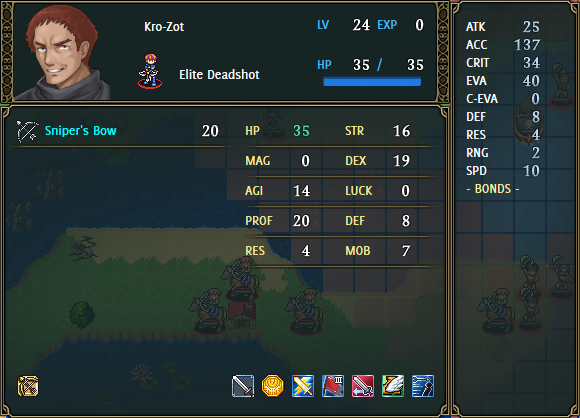 Kro-Zot
LV 24 EXP 0
Elite Deadshot
HP 35 / 35
Sniper's Bow 20
HP 35 STR 16
MAG 0 DEX 19
AGI 14 LUCK 0
PROF 20 DEF 8
RES 4 MOB 7
ATK 25
ACC 137
CRIT 34
EVA 40
C-EVA 0
DEF 8
RES 4
RNG 2
SPD 10
- BONDS -